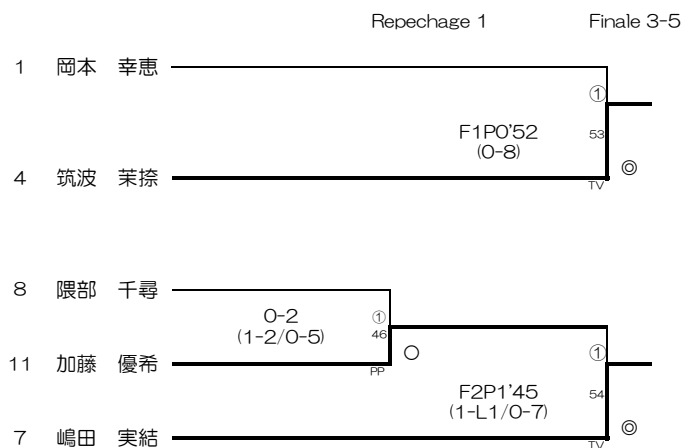 Repechage 1 Finale 3-5
1 岡本 幸恵
①
F1P0'52 53
(0-8)
◎
4 筑波 茉捺
TV
8 隈部 千尋
0-2 ①
(1-2/0-5) 46
○ ①
11 加藤 優希
PP
F2P1'45 54
(1-L1/0-7)
◎
7 嶋田 実結
TV